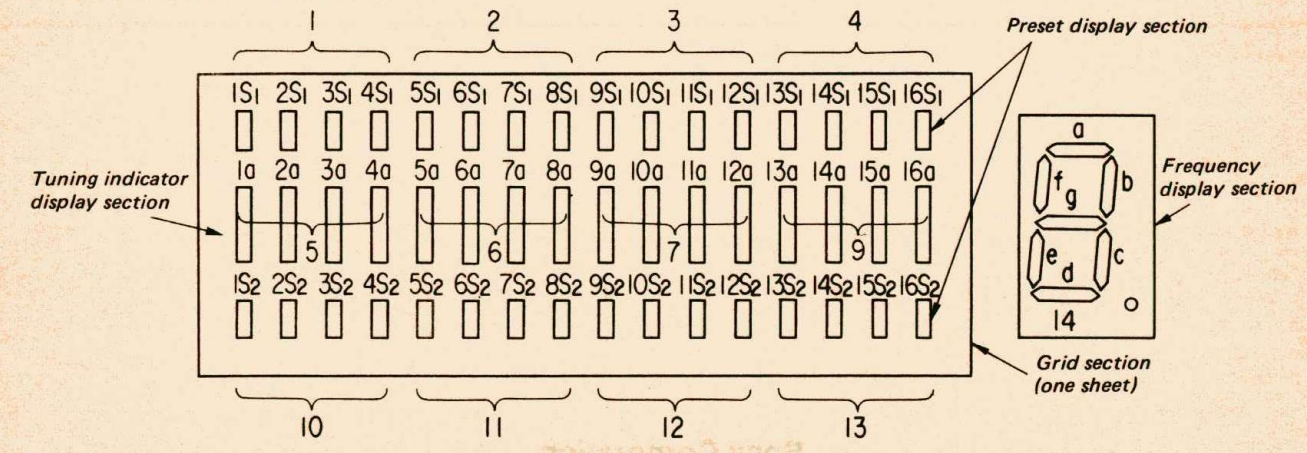 1 2 3 4
Preset display section
1S1 2S1 3S1 4S1 5S1 6S1 7S1 8S1 9S1 10S1 11S1 12S1 13S1 14S1 15S1 16S1
1a 2a 3a 4a 5a 6a 7a 8a 9a 10a 11a 12a 13a 14a 15a 16a
Tuning indicator
display section
5 6 7 9
1S2 2S2 3S2 4S2 5S2 6S2 7S2 8S2 9S2 10S2 11S2 12S2 13S2 14S2 15S2 16S2
10 11 12 13
a
f b
g
e c
d
14
Frequency
display section
Grid section
(one sheet)